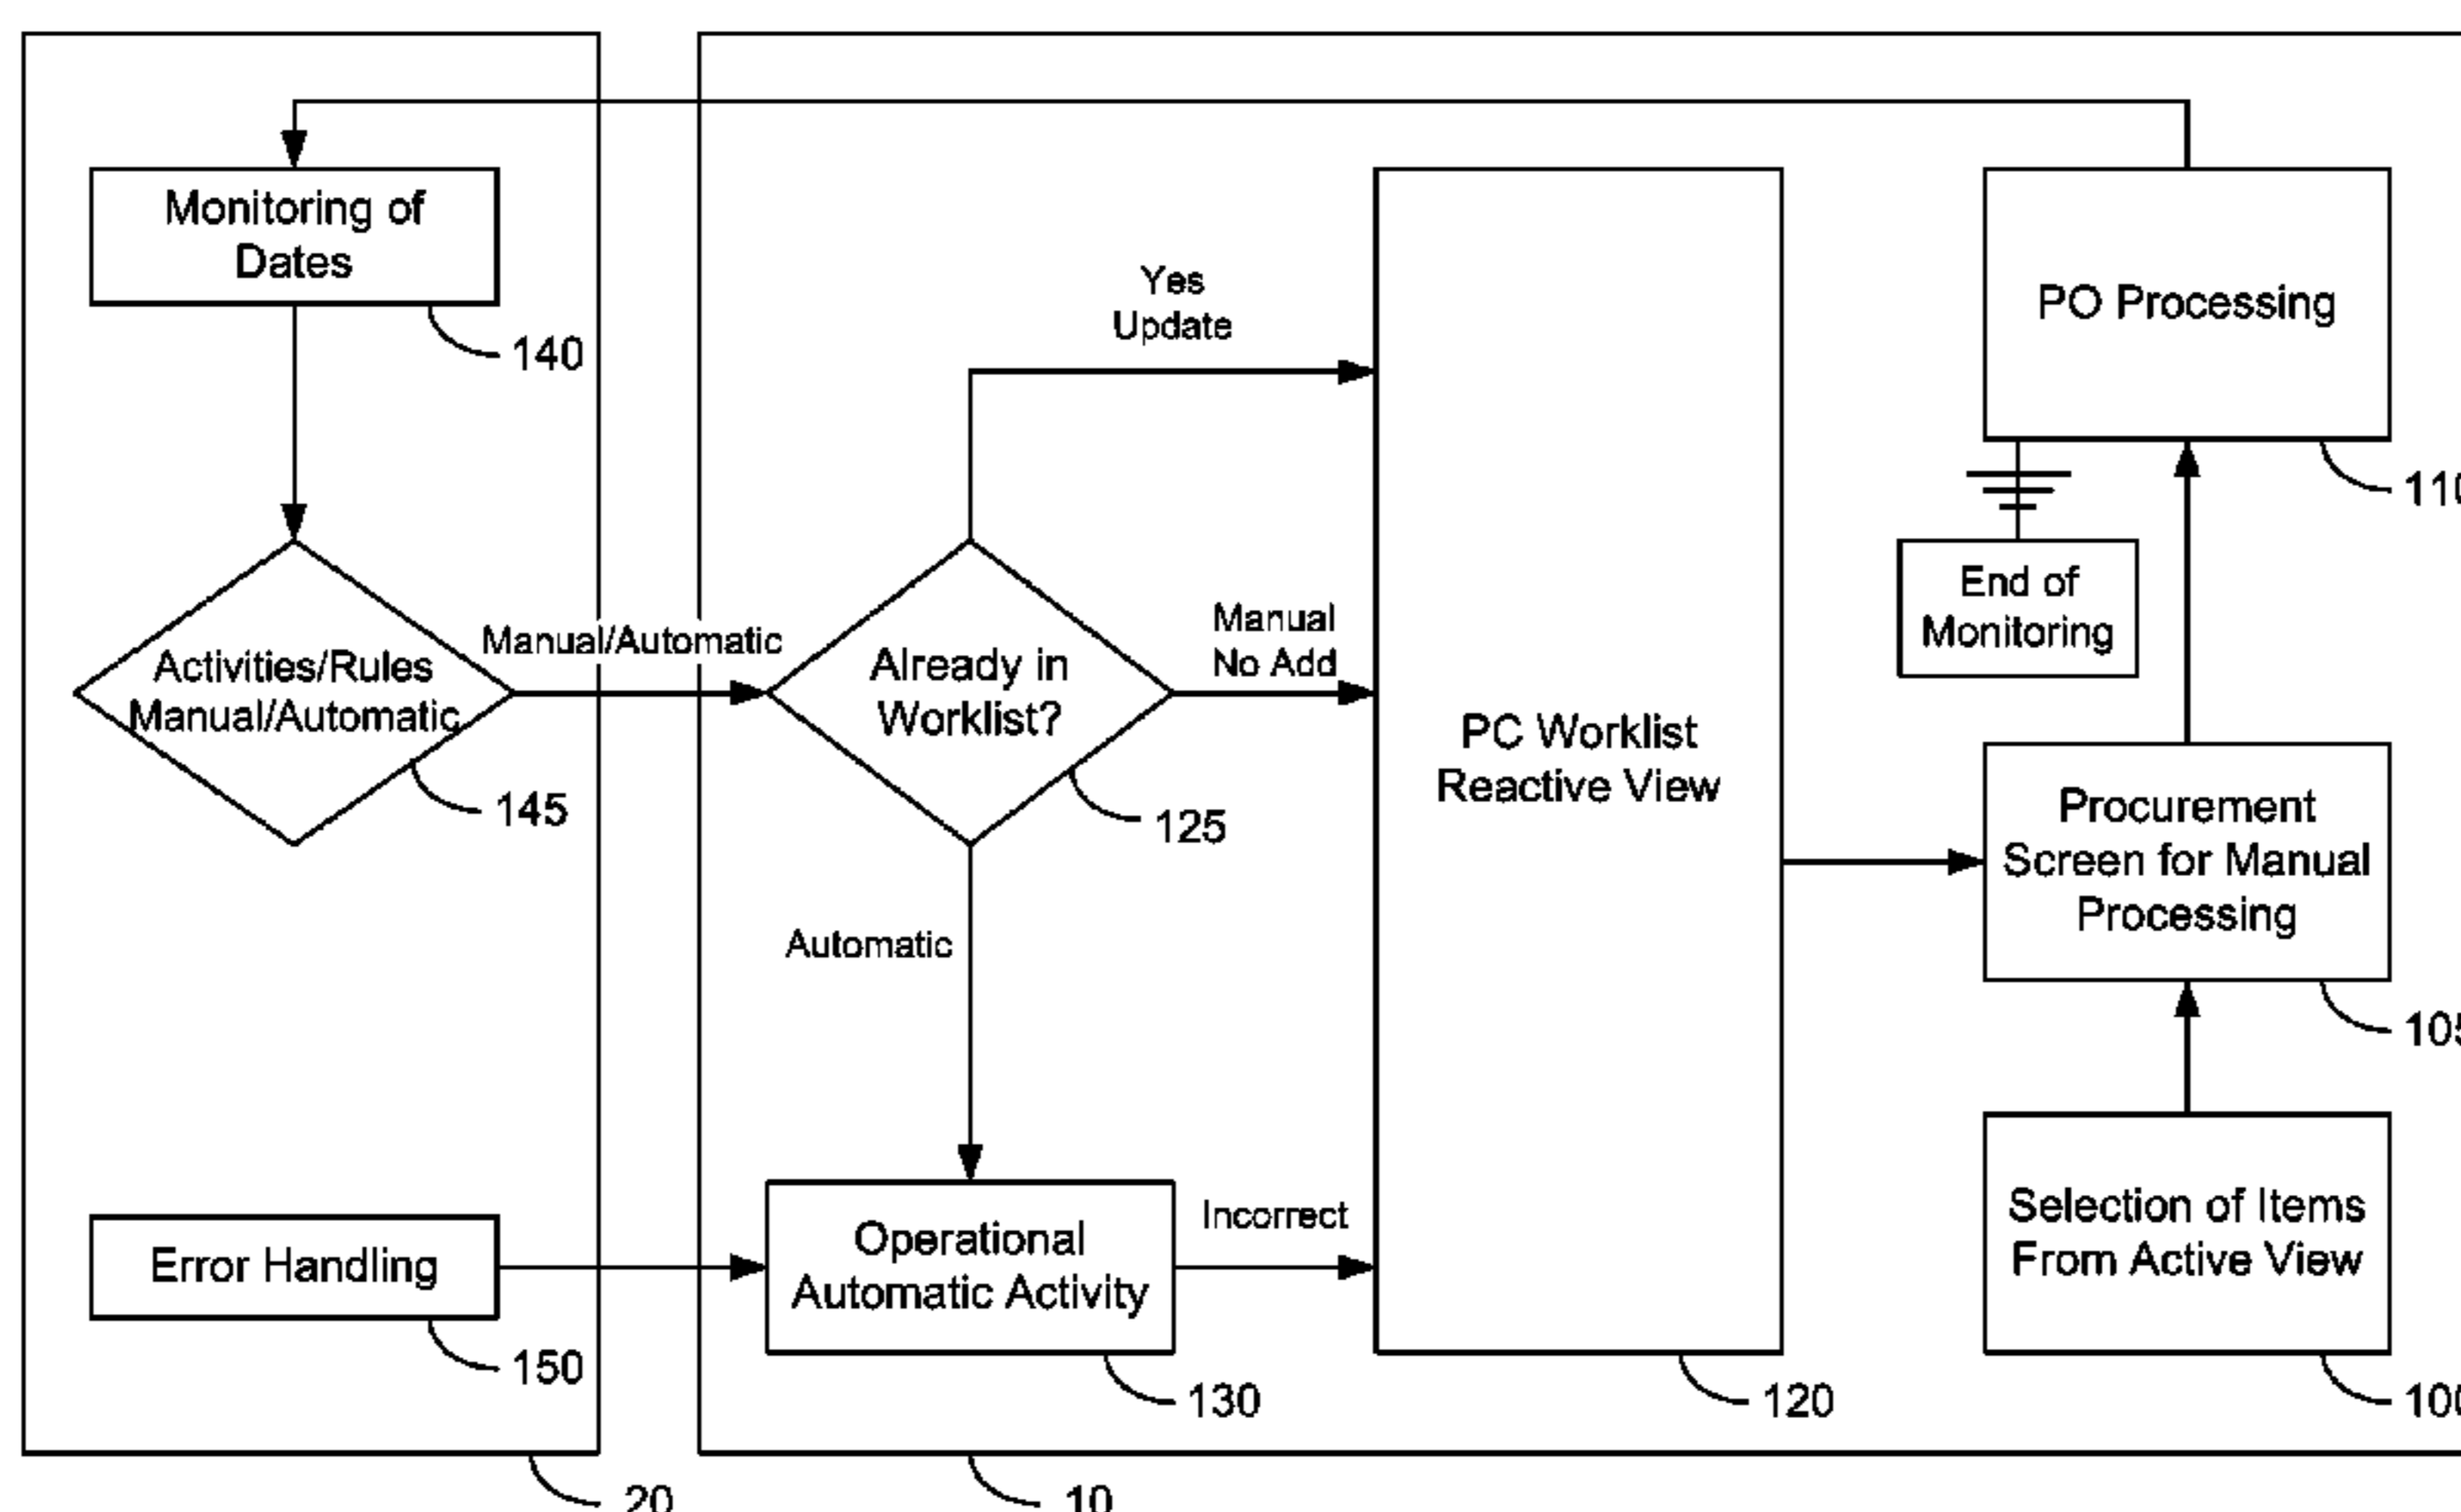 Monitoring of
Dates
140
Activities/Rules
Manual/Automatic
145
Manual/Automatic
Error Handling
150
20
Yes
Update
Already in
Worklist?
125
Manual
No Add
Automatic
Operational
Automatic Activity
130
Incorrect
PC Worklist
Reactive View
120
10
PO Processing
End of
Monitoring
Procurement
Screen for Manual
Processing
Selection of Items
From Active View